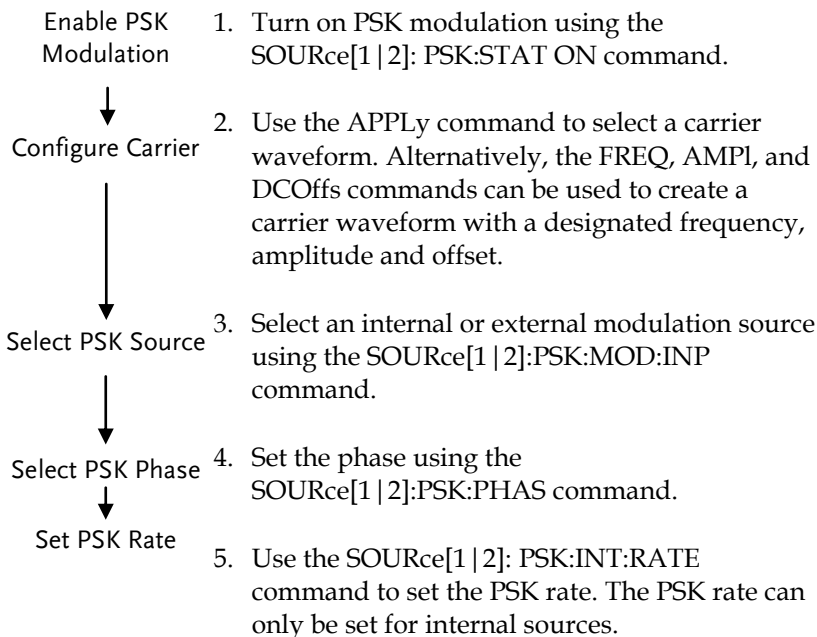 Enable PSK
Modulation
1. Turn on PSK modulation using the
SOURce[1|2]: PSK:STAT ON command.
Configure Carrier
2. Use the APPLy command to select a carrier
waveform. Alternatively, the FREQ, AMPl, and
DCOffs commands can be used to create a
carrier waveform with a designated frequency,
amplitude and offset.
Select PSK Source
3. Select an internal or external modulation source
using the SOURce[1|2]:PSK:MOD:INP
command.
Select PSK Phase
4. Set the phase using the
SOURce[1|2]:PSK:PHAS command.
Set PSK Rate
5. Use the SOURce[1|2]: PSK:INT:RATE
command to set the PSK rate. The PSK rate can
only be set for internal sources.